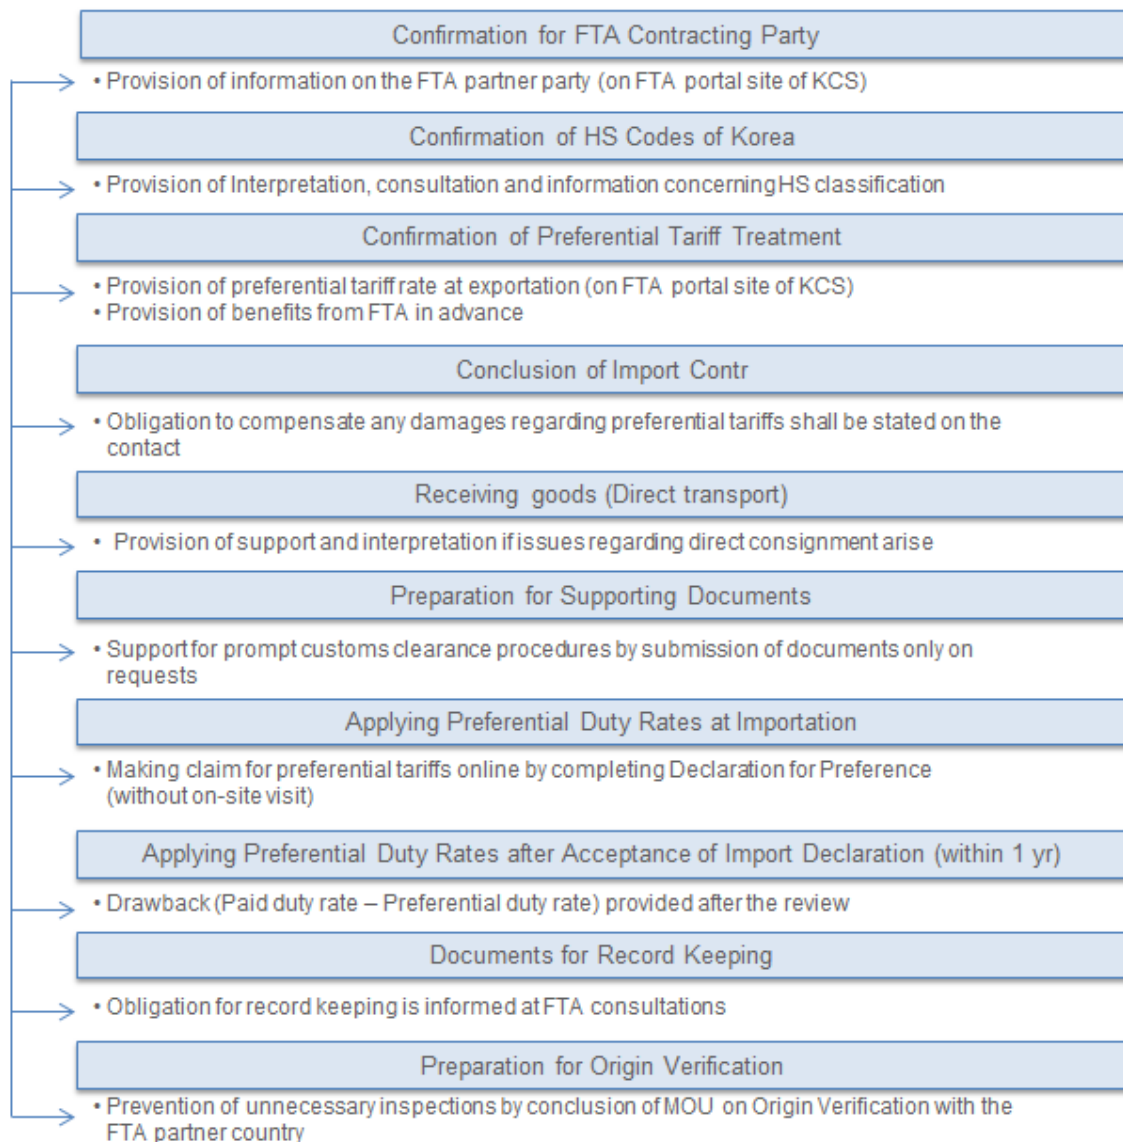 Confirmation for FTA Contracting Party
• Provision of information on the FTA partner party (on FTA portal site of KCS)
Confirmation of HS Codes of Korea
• Provision of Interpretation, consultation and information concerning HS classification
Confirmation of Preferential Tariff Treatment
• Provision of preferential tariff rate at exportation (on FTA portal site of KCS)
• Provision of benefits from FTA in advance
Conclusion of Import Contr
• Obligation to compensate any damages regarding preferential tariffs shall be stated on the
contact
Receiving goods (Direct transport)
• Provision of support and interpretation if issues regarding direct consignment arise
Preparation for Supporting Documents
• Support for prompt customs clearance procedures by submission of documents only on
requests
Applying Preferential Duty Rates at Importation
• Making claim for preferential tariffs online by completing Declaration for Preference
(without on-site visit)
Applying Preferential Duty Rates after Acceptance of Import Declaration (within 1 yr)
• Drawback (Paid duty rate – Preferential duty rate) provided after the review
Documents for Record Keeping
• Obligation for record keeping is informed at FTA consultations
Preparation for Origin Verification
• Prevention of unnecessary inspections by conclusion of MOU on Origin Verification with the
FTA partner country